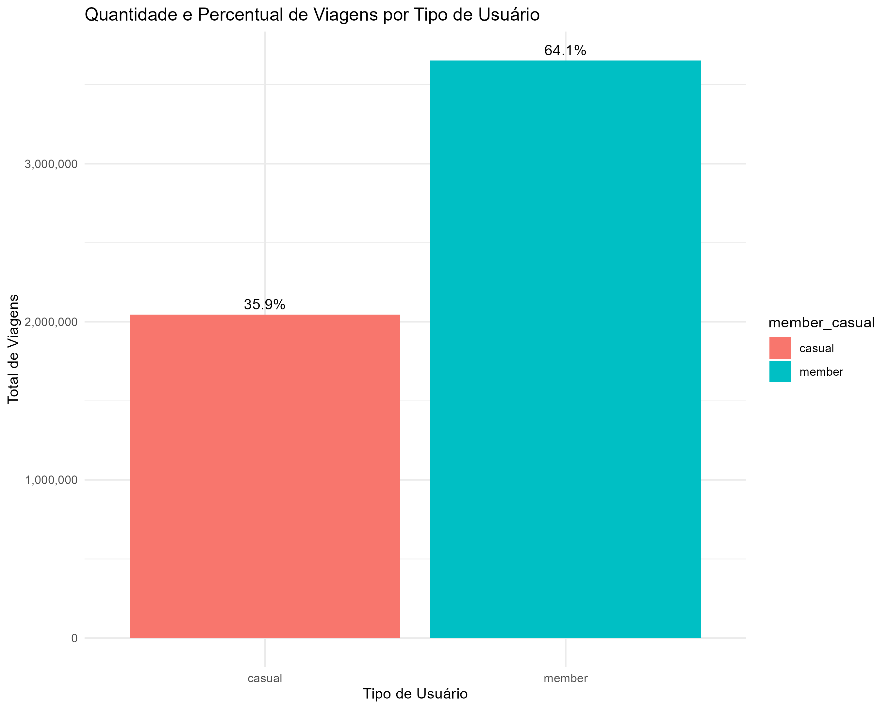 Quantidade e Percentual de Viagens por Tipo de Usuário
64.1%
35.9%
3,000,000
2,000,000
1,000,000
0
Total de Viagens
casual
member
Tipo de Usuário
member_casual
casual
member